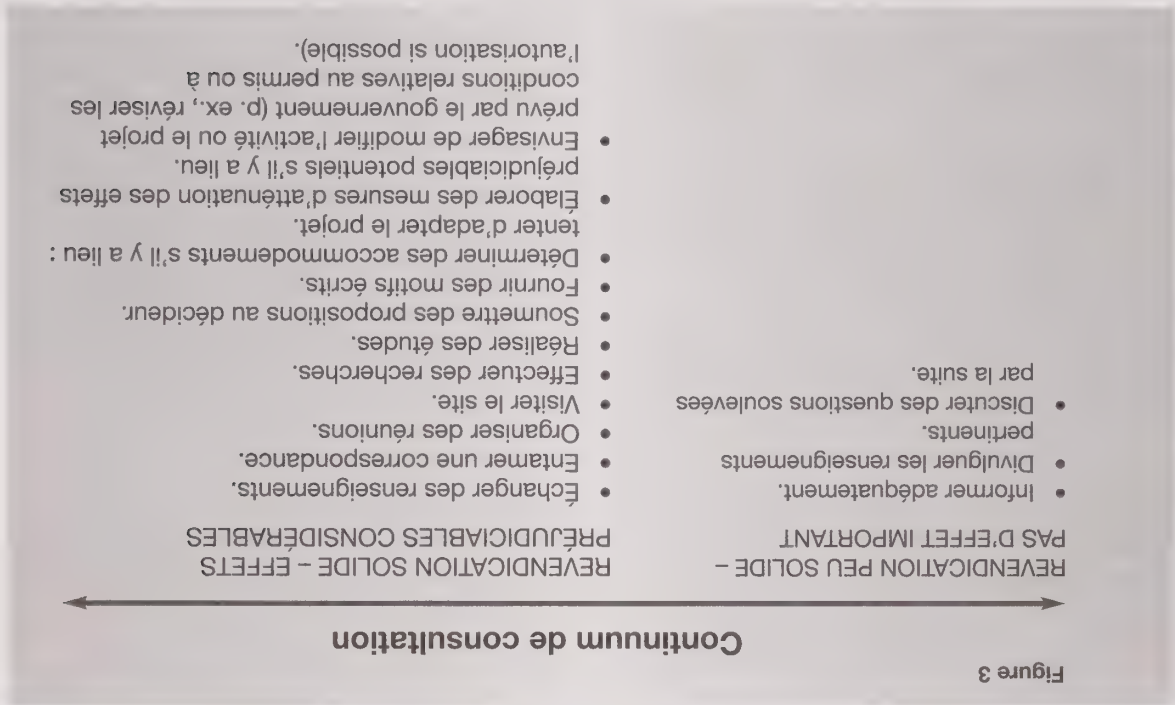 Figure 3
Continuum de consultation
REVENDICATION PEU SOLIDE –
PAS D'EFFET IMPORTANT
• Informer adéquatement.
• Divulguer les renseignements
pertinents.
• Discuter des questions soulevées
par la suite.
REVENDICATION SOLIDE – EFFETS
PRÉJUDICIABLES CONSIDÉRABLES
• Échanger des renseignements.
• Entamer une correspondance.
• Organiser des réunions.
• Visiter le site.
• Effectuer des recherches.
• Réaliser des études.
• Soumettre des propositions au décideur.
• Fournir des motifs écrits.
• Déterminer des accommodements s'il y a lieu :
tenter d'adapter le projet.
• Élaborer des mesures d'atténuation des effets
préjudiciables potentiels s'il y a lieu.
• Envisager de modifier l'activité ou le projet
prévu par le gouvernement (p. ex., réviser les
conditions relatives au permis ou à
l'autorisation si possible).